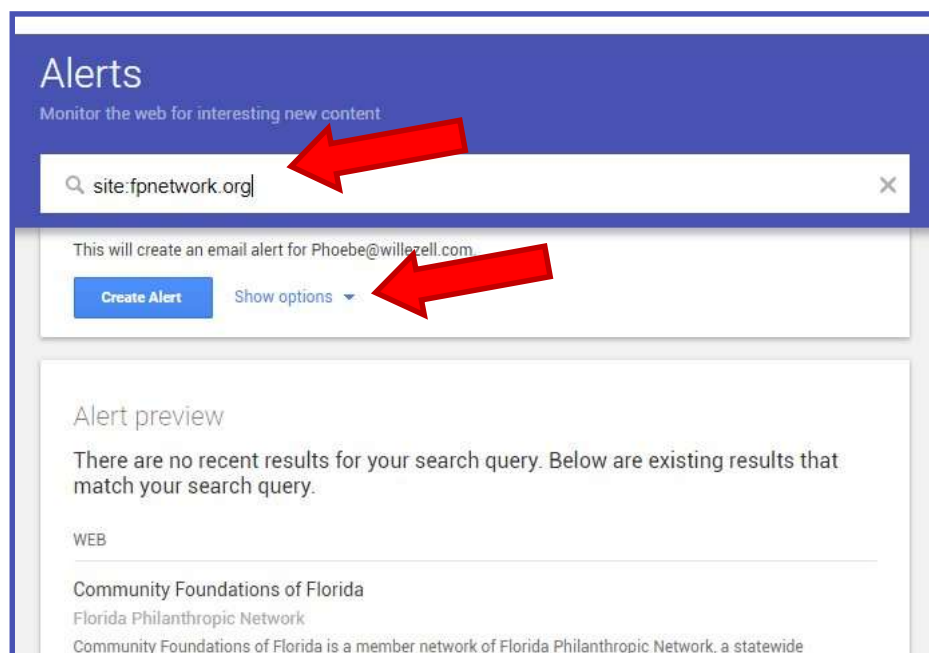 Alerts
Monitor the web for interesting new content
site:fpnetwork.org
This will create an email alert for Phoebe@willezell.com.
Create Alert Show options
Alert preview
There are no recent results for your search query. Below are existing results that
match your search query.
WEB
Community Foundations of Florida
Florida Philanthropic Network
Community Foundations of Florida is a member network of Florida Philanthropic Network, a statewide